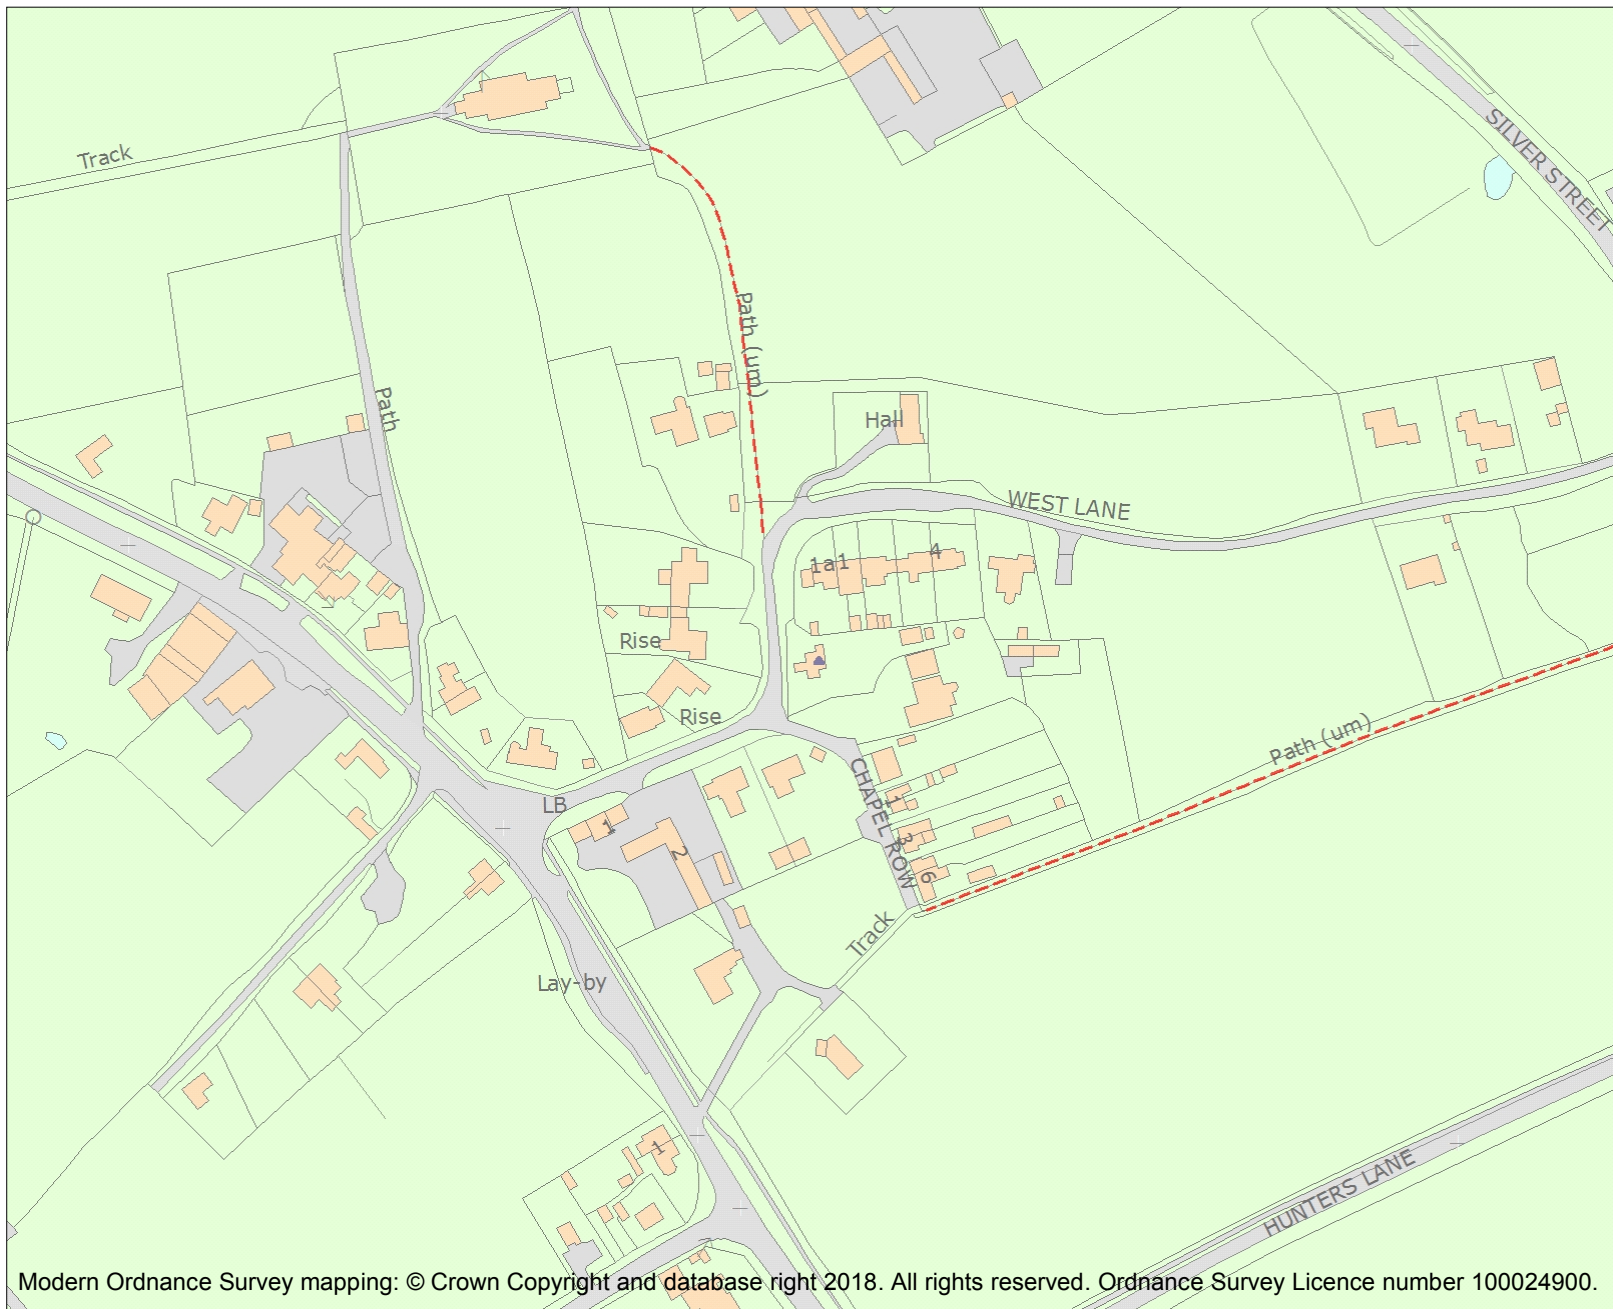 SILVER STREET
Track
Path (um)
Path
Hall
WEST LANE
1a1
4
Rise
Rise
Path (um)
CHAPEL ROW
LB
1
1
2
3
6
Track
Lay-by
1
HUNTERS LANE
Modern Ordnance Survey mapping: © Crown Copyright and database right 2018. All rights reserved. Ordnance Survey Licence number 100024900.